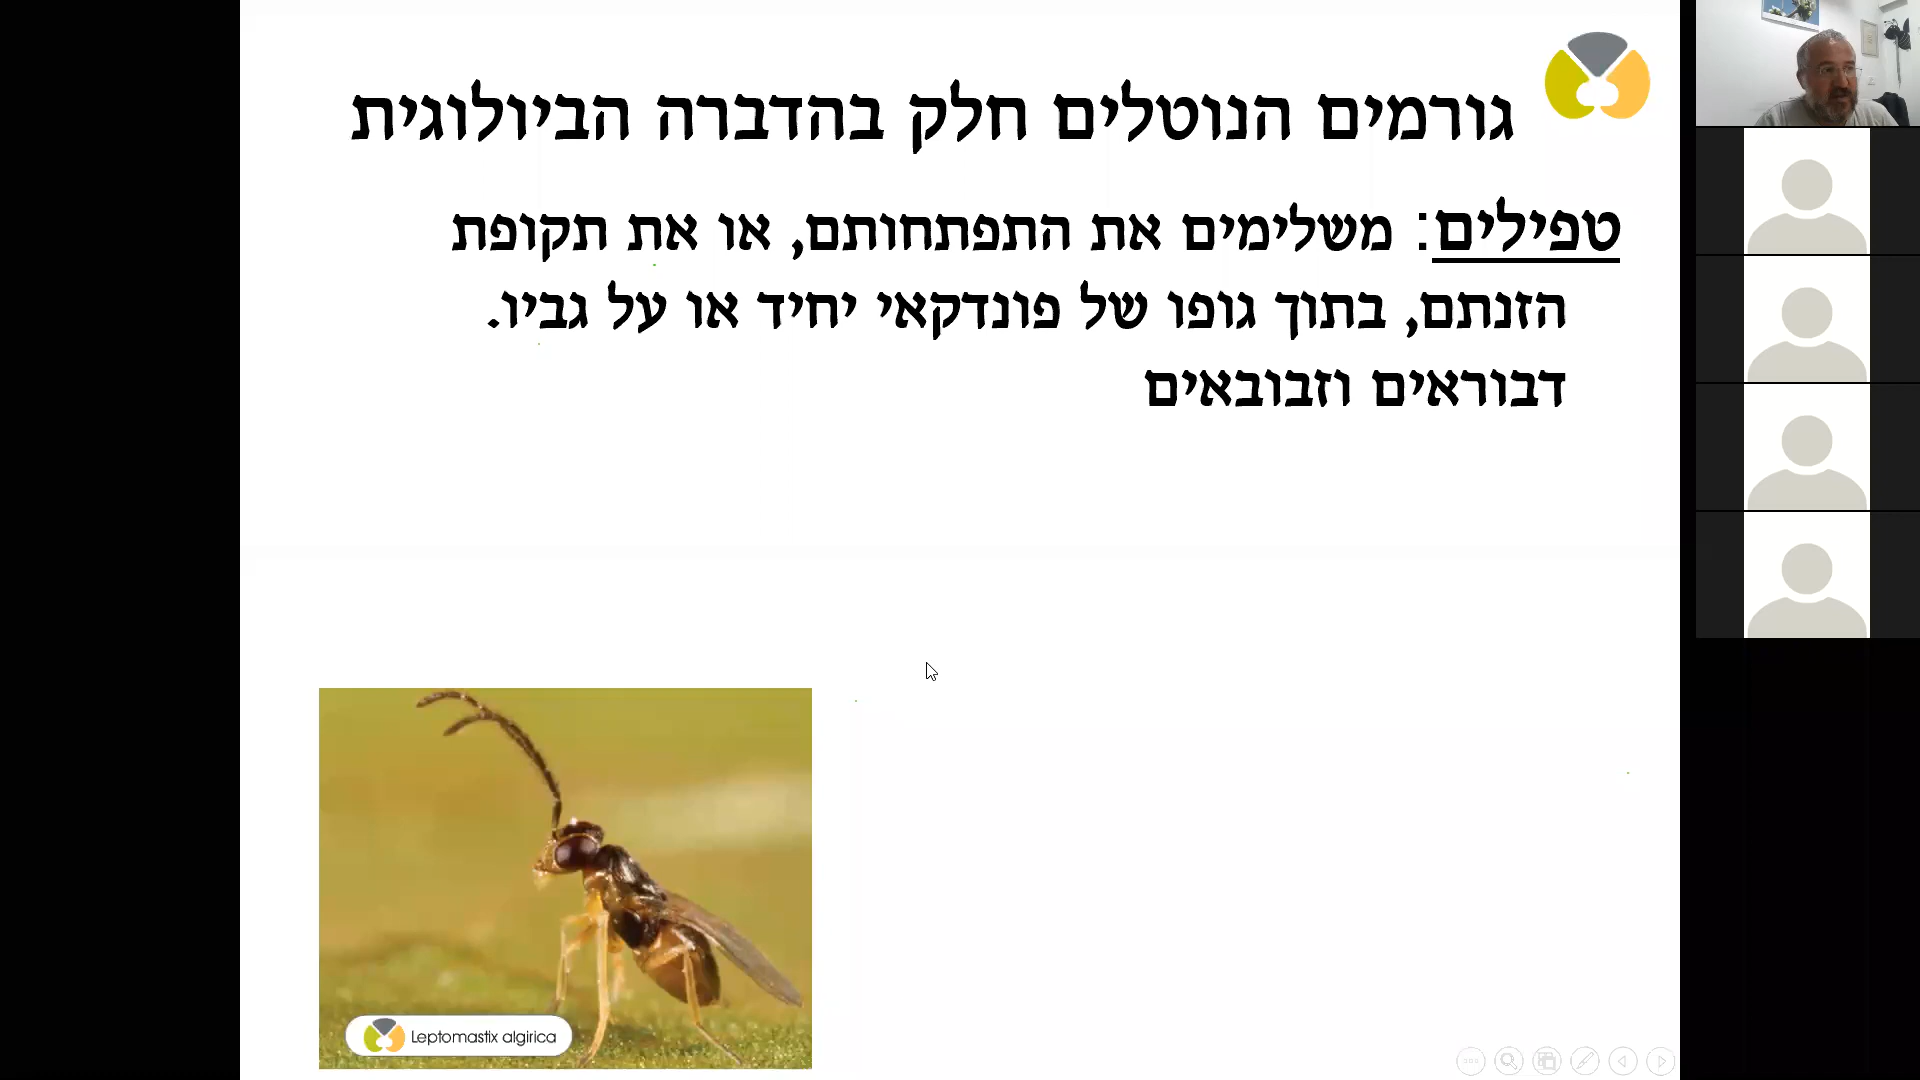 גורמים הנוטלים חלק בהדברה הביולוגית
טפילים: משלימים את התפתחותם, או את תקופת
הזנתם, בתוך גופו של פונדקאי יחיד או על גביו.
דבוראים וזבובאים
Leptomastix algirica